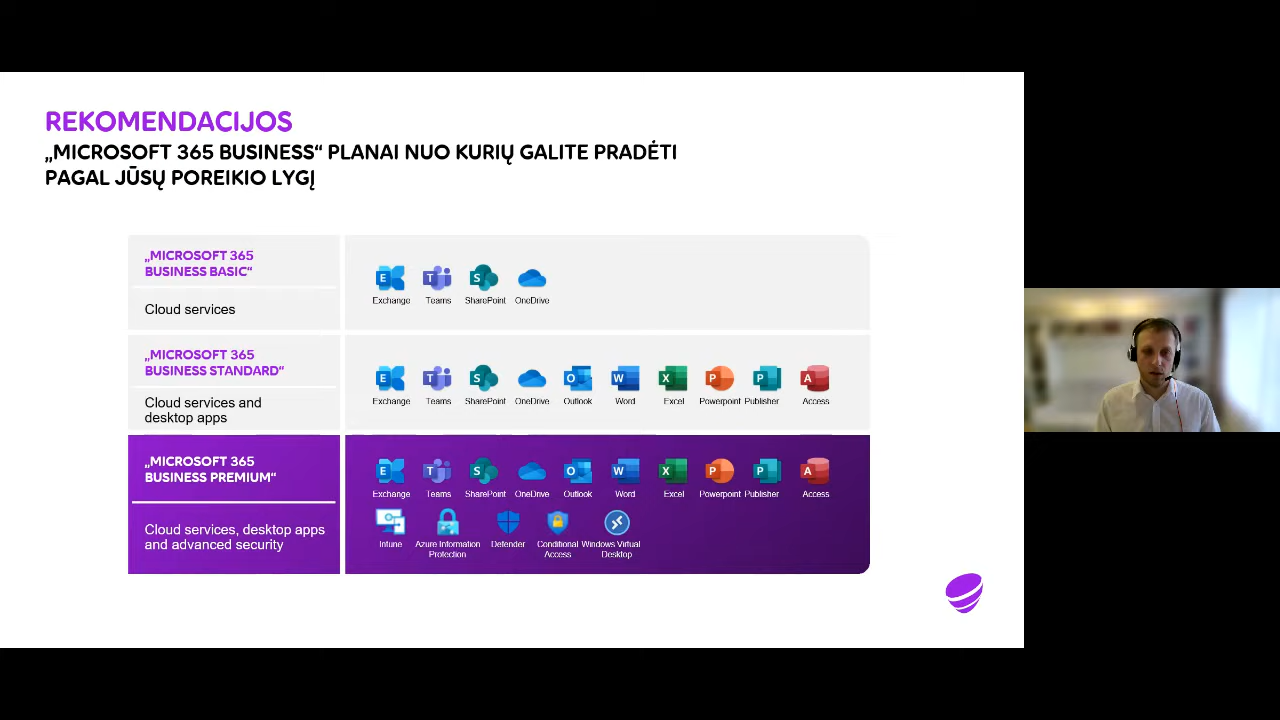 REKOMENDACIJOS
„MICROSOFT 365 BUSINESS“ PLANAI NUO KURIŲ GALITE PRADĖTI
PAGAL JŪSŲ POREIKIO LYGĮ
„MICROSOFT 365
BUSINESS BASIC“
Cloud services
Exchange Teams SharePoint OneDrive
„MICROSOFT 365
BUSINESS STANDARD“
Cloud services and
desktop apps
Exchange Teams SharePoint OneDrive Outlook Word Excel Powerpoint Publisher Access
„MICROSOFT 365
BUSINESS PREMIUM“
Cloud services, desktop apps
and advanced security
Exchange Teams SharePoint OneDrive Outlook Word Excel Powerpoint Publisher Access
Intune Azure Information Defender Conditional Windows Virtual
Protection Access Desktop